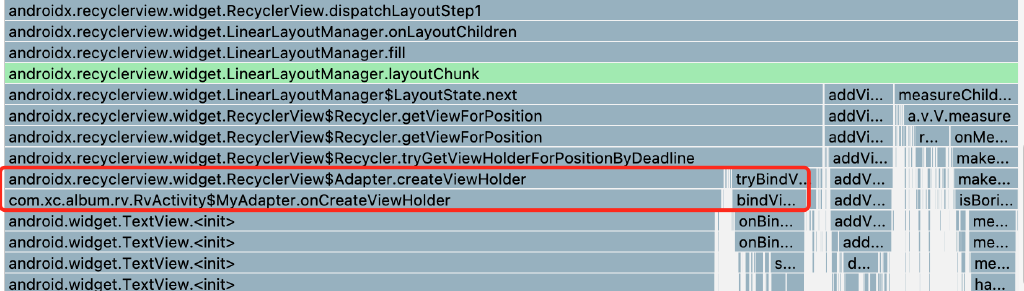 androidx.recyclerview.widget.RecyclerView.dispatchLayoutStep1
androidx.recyclerview.widget.LinearLayoutManager.onLayoutChildren
androidx.recyclerview.widget.LinearLayoutManager.fill
androidx.recyclerview.widget.LinearLayoutManager.layoutChunk
androidx.recyclerview.widget.LinearLayoutManager$LayoutState.next addVi... measureChild...
androidx.recyclerview.widget.RecyclerView$Recycler.getViewForPosition addVi... a.v.V.measure
androidx.recyclerview.widget.RecyclerView$Recycler.getViewForPosition addVi... r... onMe...
androidx.recyclerview.widget.RecyclerView$Recycler.tryGetViewHolderForPositionByDeadline addVi... make...
androidx.recyclerview.widget.RecyclerView$Adapter.createViewHolder tryBindV... addV... make...
com.xc.album.rv.RvActivity$MyAdapter.onCreateViewHolder bindVi... addV... isBori...
android.widget.TextView.<init> onBin... addV... me...
android.widget.TextView.<init> onBin... add... me...
android.widget.TextView.<init> s... d... me...
android.widget.TextView.<init> ha...